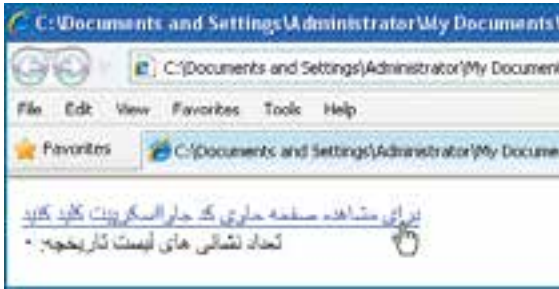 C:\Documents and Settings\Administrator\My Documents\
C:\Documents and Settings\Administrator\My Document
File Edit View Favorites Tools Help
Favorites C:\Documents and Settings\Administrator\My Docume
برای مشاهده صفحه حاوی کد جاوااسکریپت کلیک کنید
تعداد نشانی های لیست تاریخچه: ۰